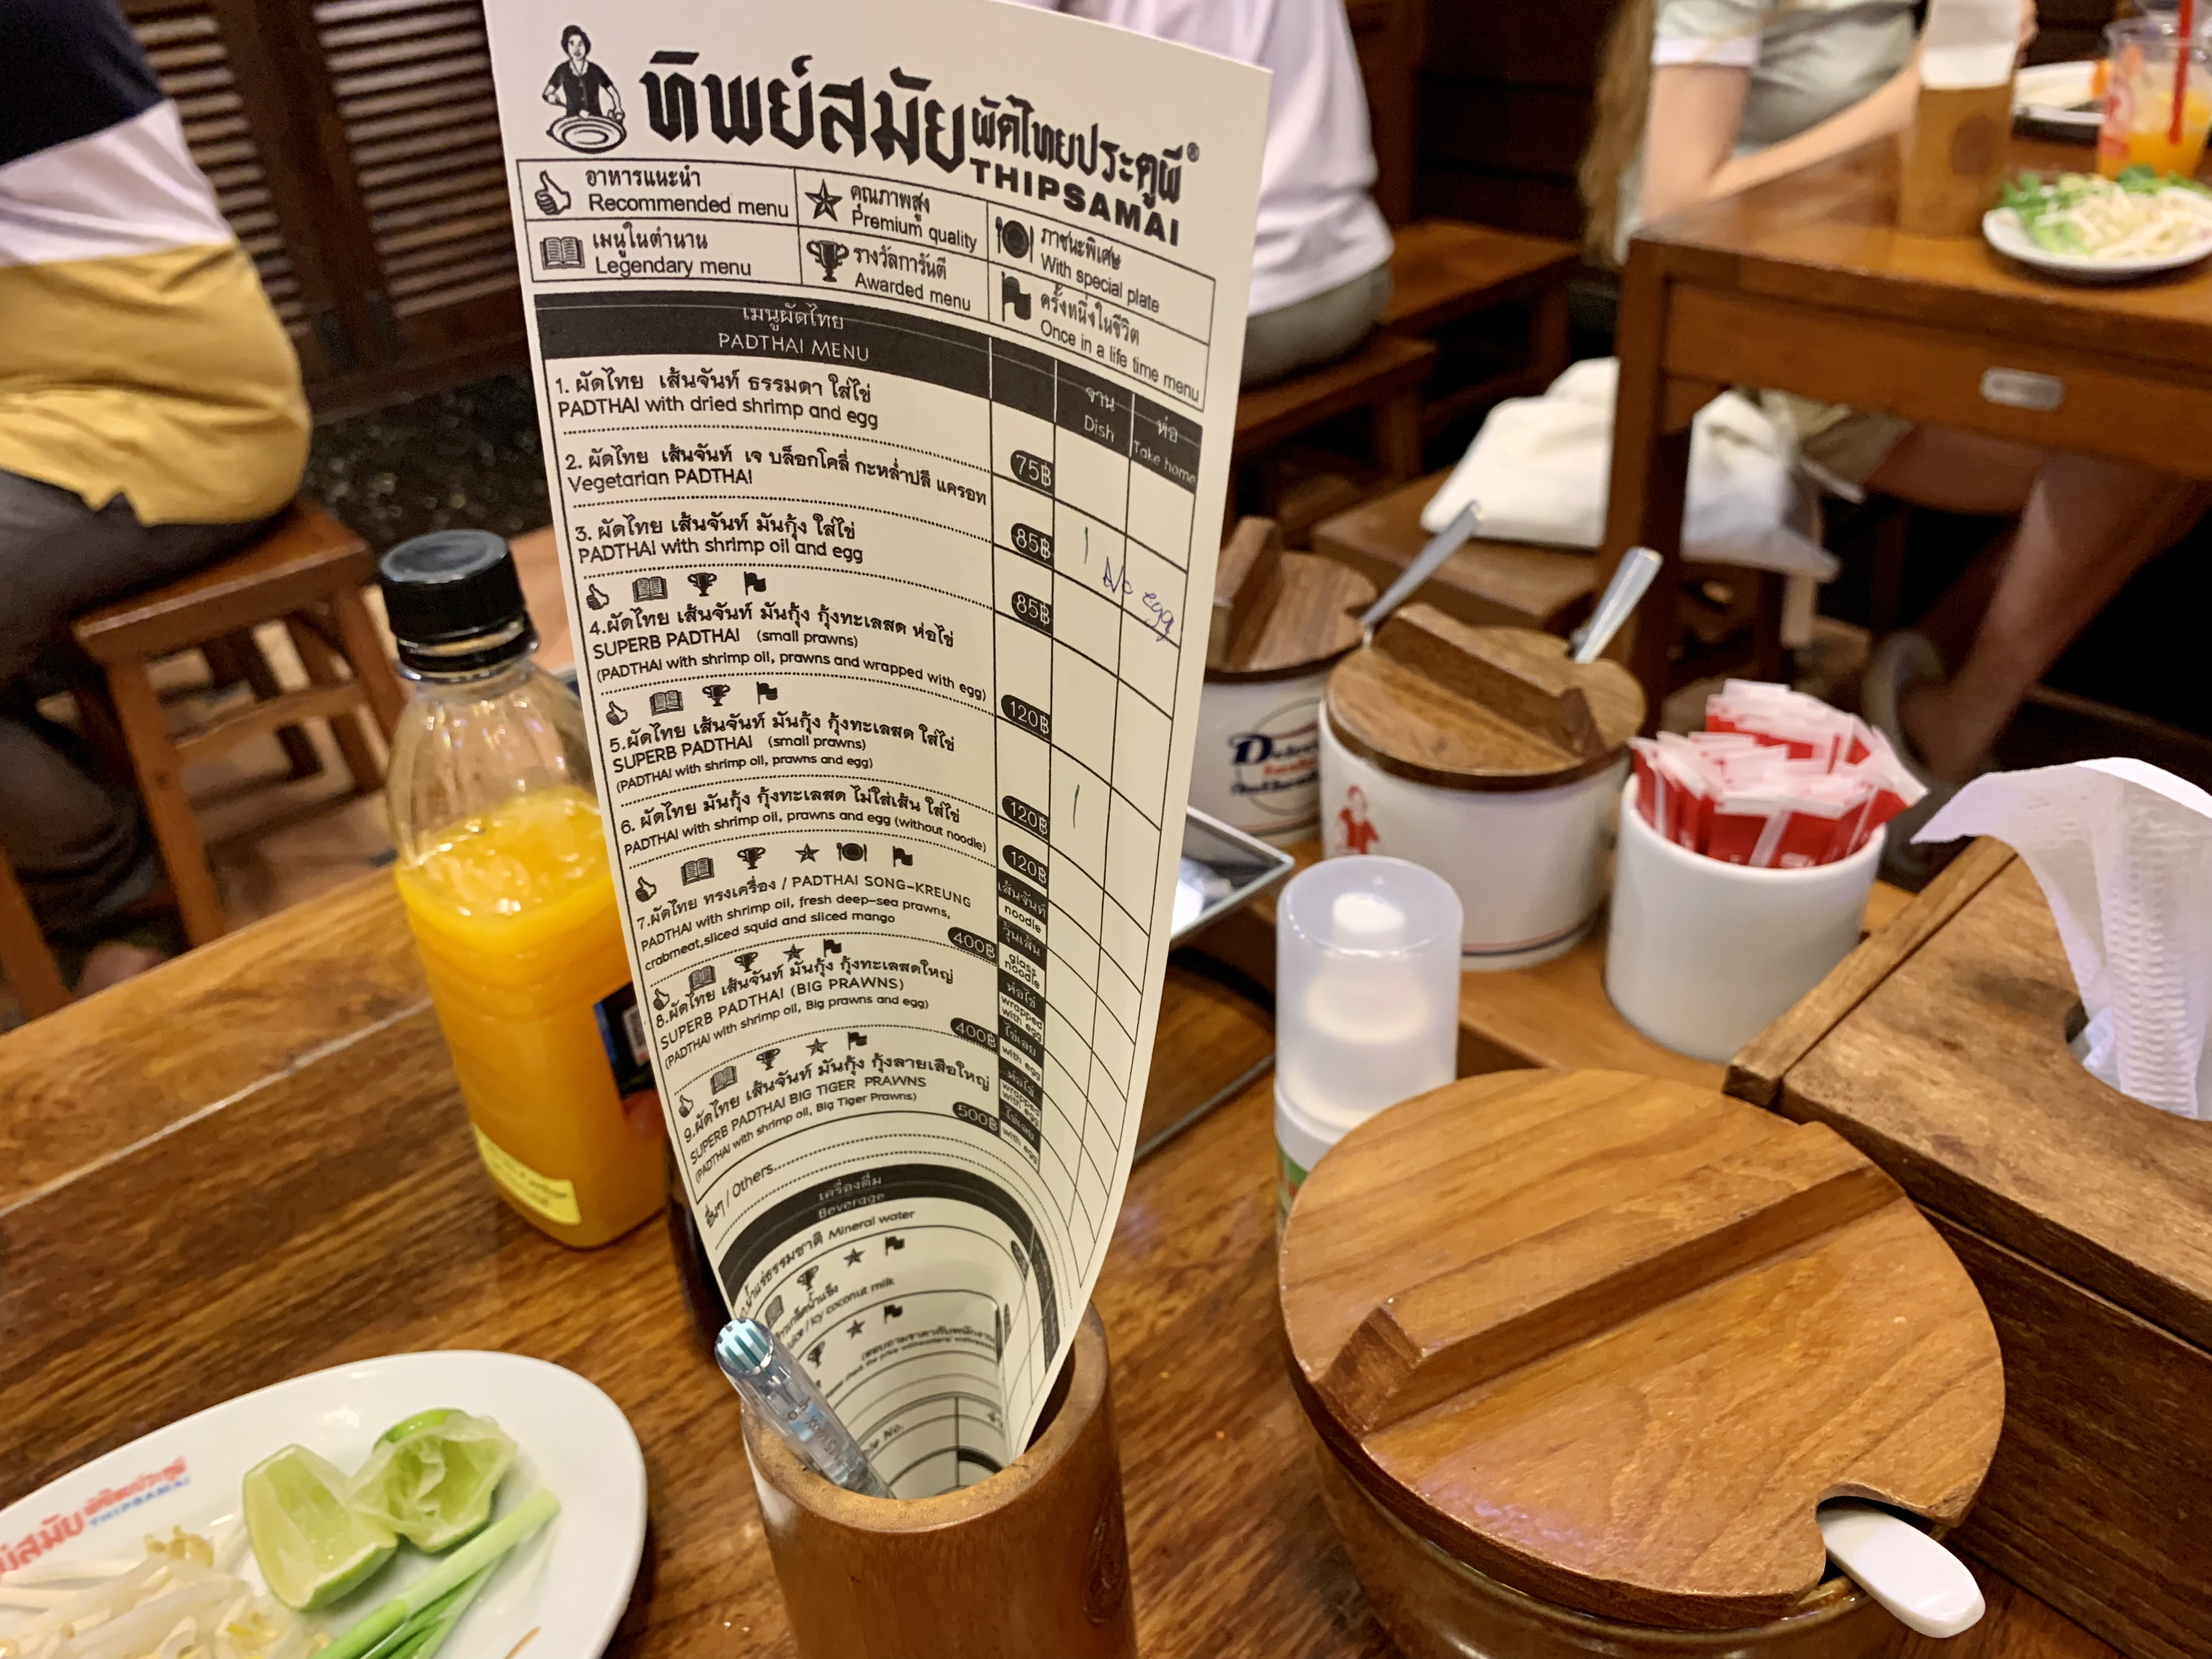 ทิพย์สมัย ผัดไทยประตูผี®
THIPSAMAI
อาหารแนะนำ
Recommended menu
คุณภาพสูง
Premium quality
ภาชนะพิเศษ
With special plate
เมนูในตำนาน
Legendary menu
รางวัลการันตี
Awarded menu
ครั้งหนึ่งในชีวิต
Once in a life time menu
เมนูผัดไทย
PADTHAI MENU
จาน
Dish
ห่อ
Take home
1. ผัดไทย เส้นจันท์ ธรรมดา ใส่ไข่
PADTHAI with dried shrimp and egg
75฿
2. ผัดไทย เส้นจันท์ เจ บล็อกโคลี่ กะหล่ำปลี แครอท
Vegetarian PADTHAI
85฿
3. ผัดไทย เส้นจันท์ มันกุ้ง ใส่ไข่
PADTHAI with shrimp oil and egg
85฿
egg
4.ผัดไทย เส้นจันท์ มันกุ้ง กุ้งทะเลสด ห่อไข่
SUPERB PADTHAI (small prawns)
(PADTHAI with shrimp oil, prawns and wrapped with egg)
120฿
5.ผัดไทย เส้นจันท์ มันกุ้ง กุ้งทะเลสด ใส่ไข่
SUPERB PADTHAI (small prawns)
(PADTHAI with shrimp oil, prawns and egg)
120฿
6. ผัดไทย มันกุ้ง กุ้งทะเลสด ไม่ใส่เส้น ใส่ไข่
PADTHAI with shrimp oil, prawns and egg (without noodle)
120฿
7.ผัดไทย ทรงเครื่อง / PADTHAI SONG-KREUNG
PADTHAI with shrimp oil, fresh deep-sea prawns,
crabmeat,sliced squid and sliced mango
400฿
เส้นจันท์
noodle
วุ้นเส้น
glass
noodle
8.ผัดไทย เส้นจันท์ มันกุ้ง กุ้งทะเลสดใหญ่
SUPERB PADTHAI (BIG PRAWNS)
(PADTHAI with shrimp oil, Big prawns and egg)
400฿
ห่อไข่
wrapped
with egg
with egg
9.ผัดไทย เส้นจันท์ มันกุ้ง กุ้งลายเสือใหญ่
SUPERB PADTHAI BIG TIGER PRAWNS
(PADTHAI with shrimp oil, Big Tiger Prawns)
500฿
ห่อไข่
wrapped
with egg
with egg
อื่นๆ / Others
เครื่องดื่ม
Beverage
น้ำแร่ธรรมชาติ Mineral water
Icy coconut milk
No.
ทิพย์สมัย ผัดไทยประตูผี
THIPSAMAI